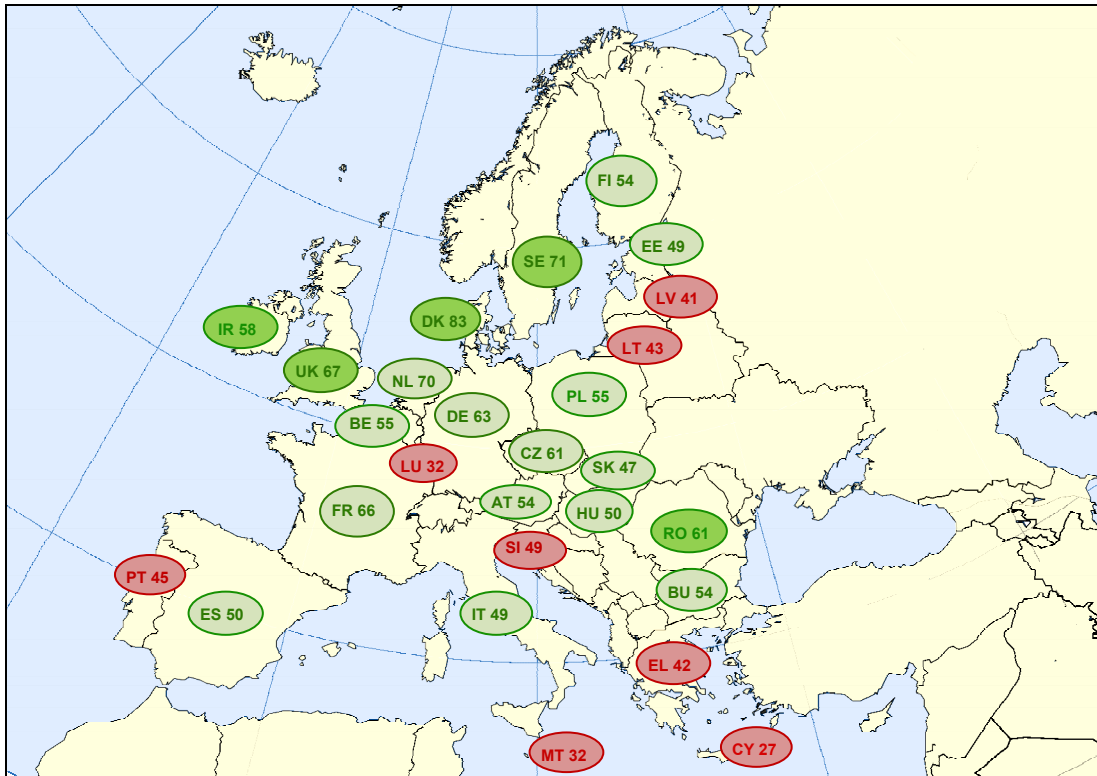 IS
FI 54
EE 49
SE 71
LV 41
DK 83
IR 58
LT 43
UK 67
NL 70
PL 55
DE 63
BE 55
CZ 61
LU 32
SK 47
AT 54
FR 66
HU 50
RO 61
SI 49
PT 45
BU 54
ES 50
IT 49
EL 42
CY 27
MT 32